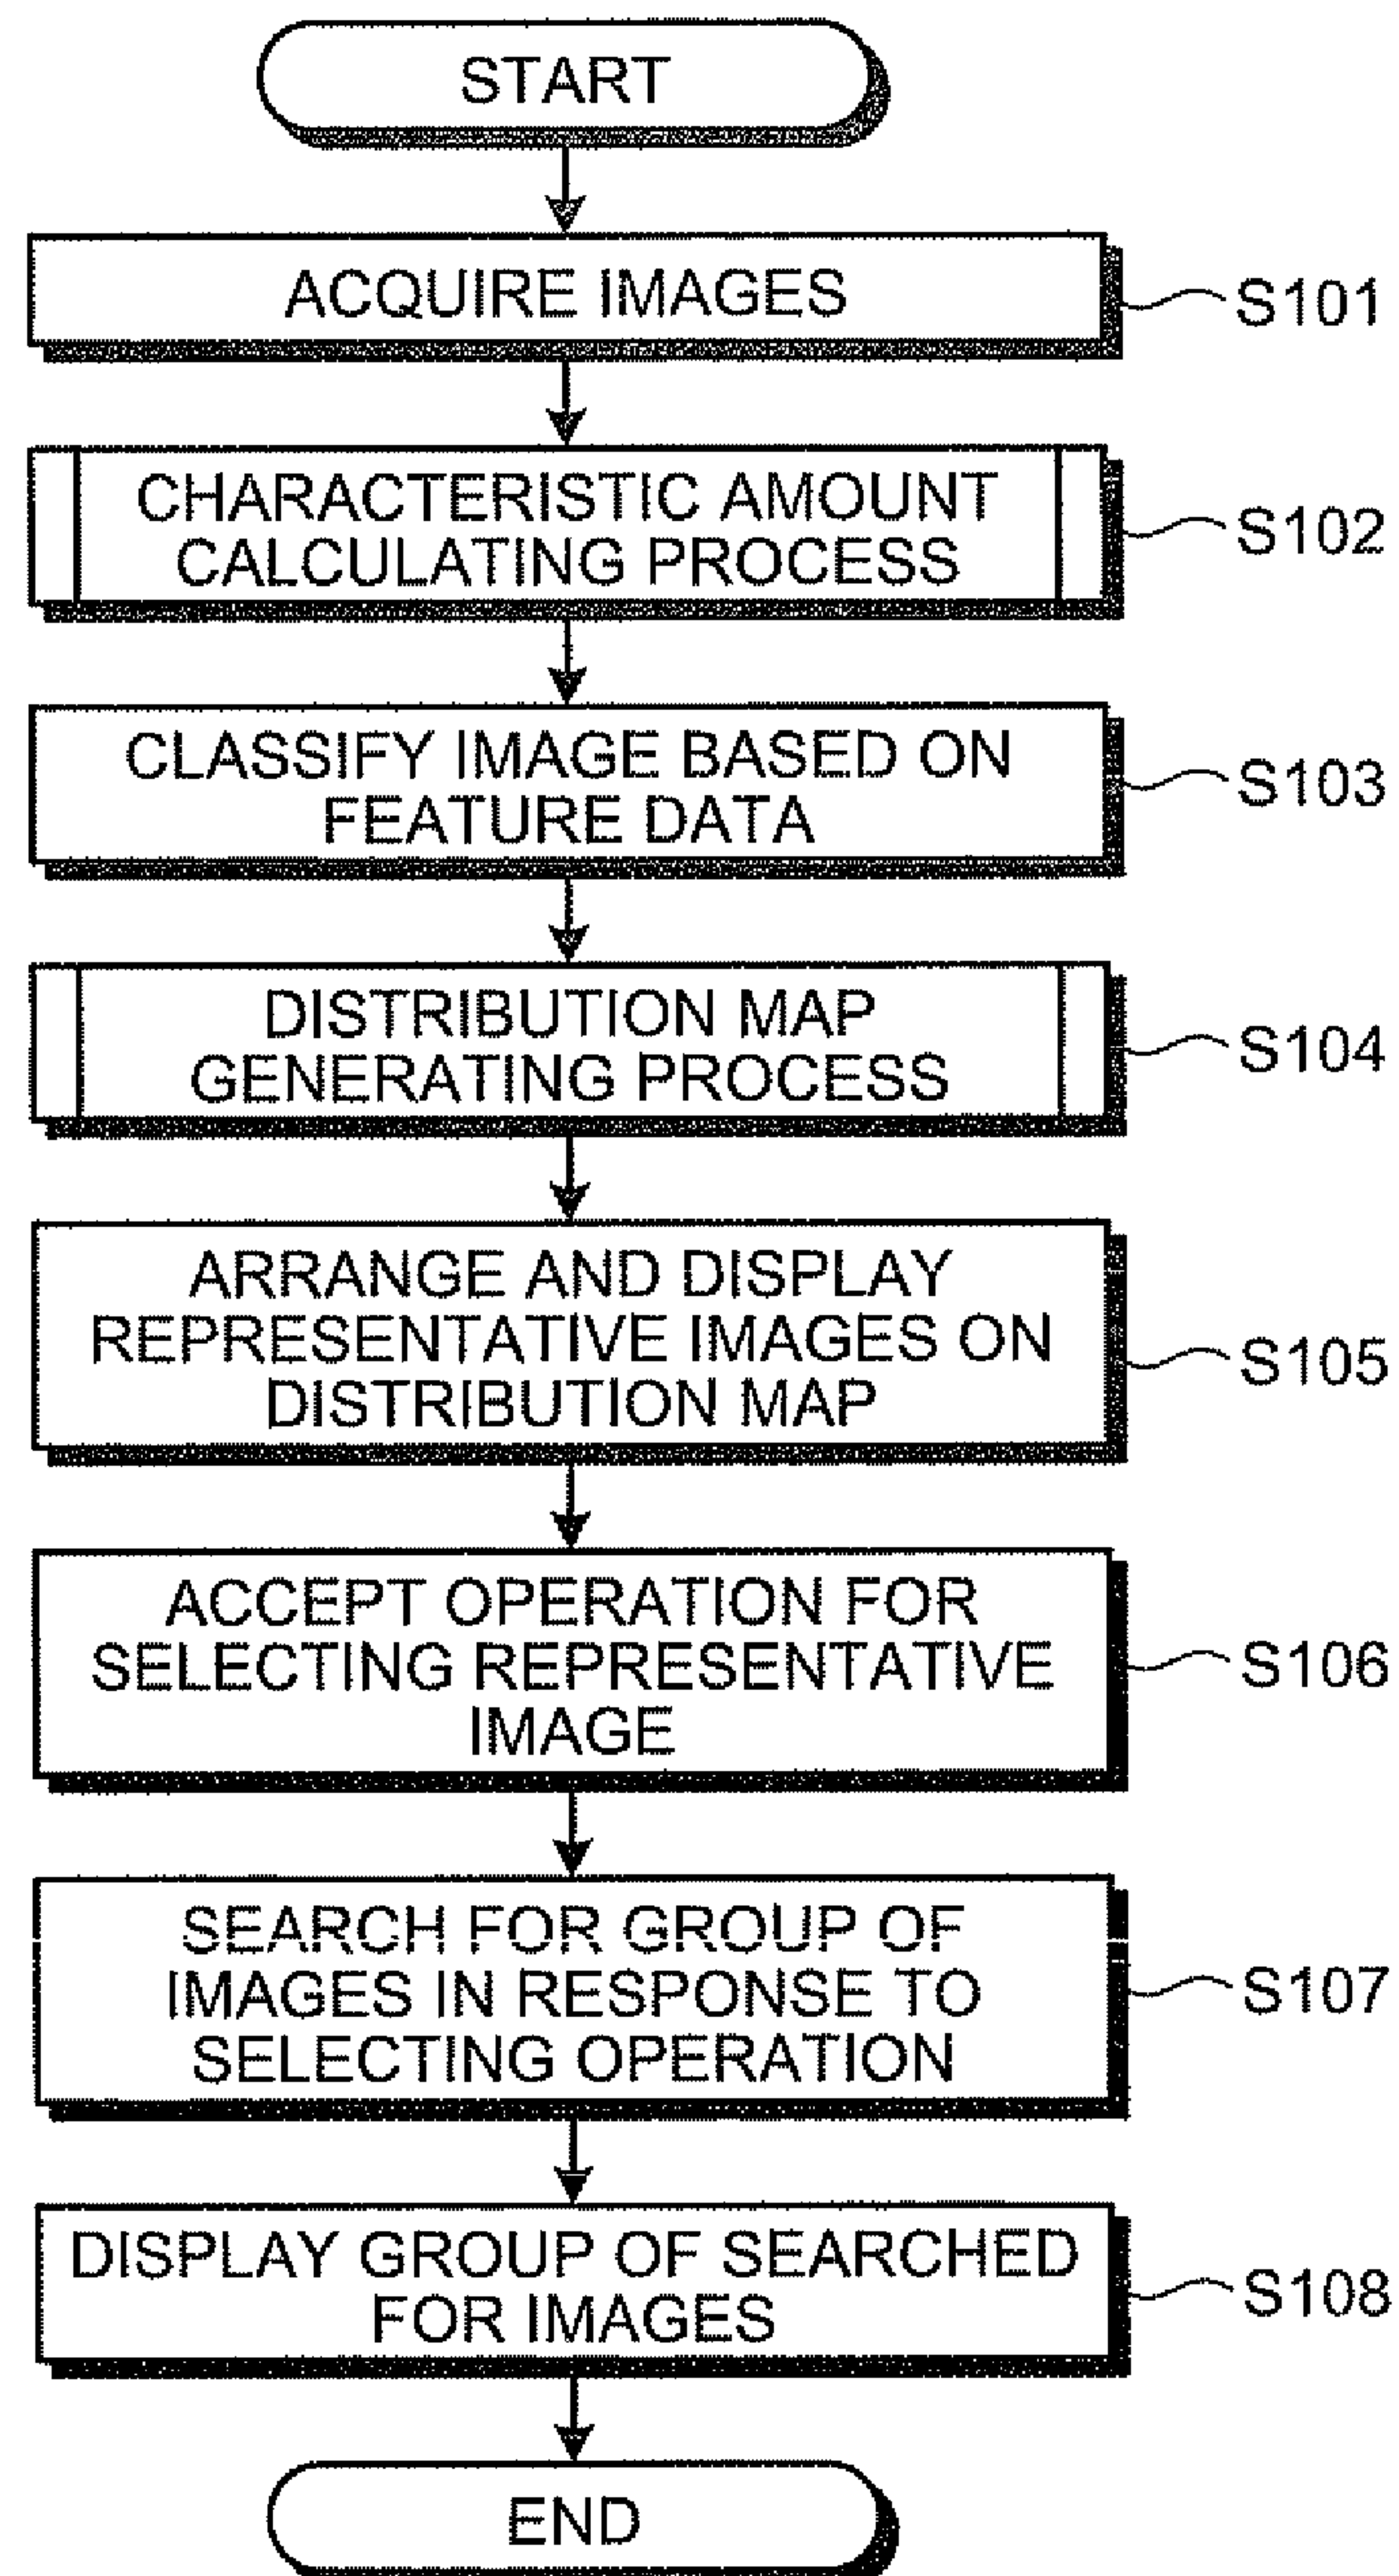 START
ACQUIRE IMAGES
S101
CHARACTERISTIC AMOUNT
CALCULATING PROCESS
S102
CLASSIFY IMAGE BASED ON
FEATURE DATA
S103
DISTRIBUTION MAP
GENERATING PROCESS
S104
ARRANGE AND DISPLAY
REPRESENTATIVE IMAGES ON
DISTRIBUTION MAP
S105
ACCEPT OPERATION FOR
SELECTING REPRESENTATIVE
IMAGE
S106
SEARCH FOR GROUP OF
IMAGES IN RESPONSE TO
SELECTING OPERATION
S107
DISPLAY GROUP OF SEARCHED
FOR IMAGES
S108
END